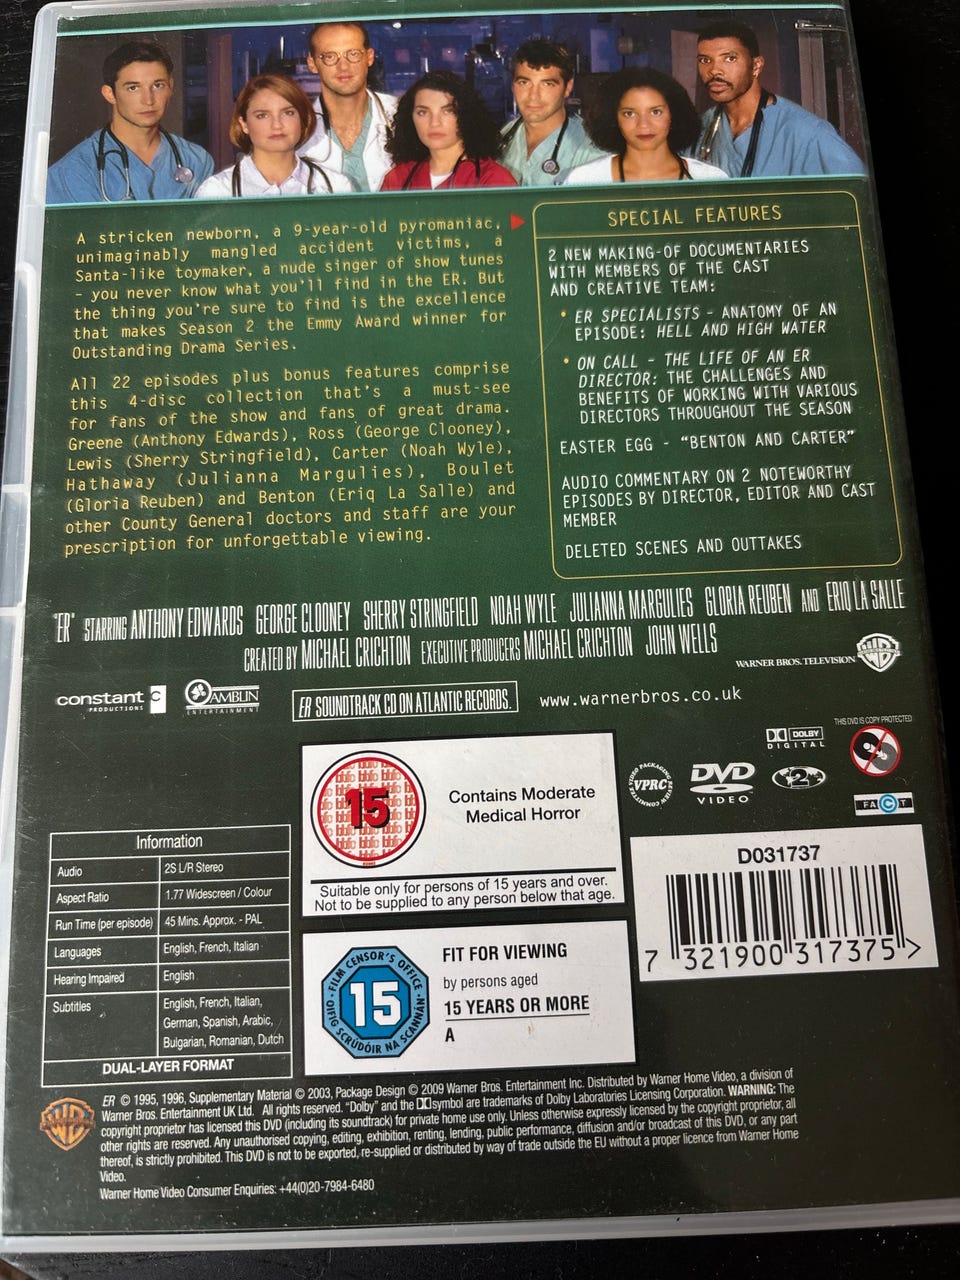 A stricken newborn, a 9-year-old pyromaniac,
unimaginably mangled accident victims, a
Santa-like toymaker, a nude singer of show tunes
- you never know what you'll find in the ER. But
the thing you're sure to find is the excellence
that makes Season 2 the Emmy Award winner for
Outstanding Drama Series.
All 22 episodes plus bonus features comprise
this 4-disc collection that's a must-see
for fans of the show and fans of great drama.
Greene (Anthony Edwards), Ross (George Clooney),
Lewis (Sherry Stringfield), Carter (Noah Wyle),
Hathaway (Julianna Margulies), Boulet
(Gloria Reuben) and Benton (Eriq La Salle) and
other County General doctors and staff are your
prescription for unforgettable viewing.
SPECIAL FEATURES
2 NEW MAKING-OF DOCUMENTARIES
WITH MEMBERS OF THE CAST
AND CREATIVE TEAM:
• ER SPECIALISTS - ANATOMY OF AN
EPISODE: HELL AND HIGH WATER
• ON CALL - THE LIFE OF AN ER
DIRECTOR: THE CHALLENGES AND
BENEFITS OF WORKING WITH VARIOUS
DIRECTORS THROUGHOUT THE SEASON
EASTER EGG - "BENTON AND CARTER"
AUDIO COMMENTARY ON 2 NOTEWORTHY
EPISODES BY DIRECTOR, EDITOR AND CAST
MEMBER
DELETED SCENES AND OUTTAKES
"ER" STARRING ANTHONY EDWARDS GEORGE CLOONEY SHERRY STRINGFIELD NOAH WYLE JULIANNA MARGULIES GLORIA REUBEN AND ERIQ LA SALLE
CREATED BY MICHAEL CRICHTON EXECUTIVE PRODUCERS MICHAEL CRICHTON JOHN WELLS
WARNER BROS. TELEVISION
constant c
PRODUCTIONS
AMBLIN
ENTERTAINMENT
ER SOUNDTRACK CD ON ATLANTIC RECORDS.
www.warnerbros.co.uk
THIS DVD IS COPY PROTECTED
DOLBY
DIGITAL
VIDEO PACKAGING REVIEW COMMITTEE
VPRC
DVD
VIDEO
2
FACT
15
Contains Moderate
Medical Horror
Suitable only for persons of 15 years and over.
Not to be supplied to any person below that age.
FILM CENSOR'S OFFICE
15
OIFIG SCRÚDÓIR NA SCANNÁN
FIT FOR VIEWING
by persons aged
15 YEARS OR MORE
A
D031737
7 321900 317375 >
Information
Audio 2S L/R Stereo
Aspect Ratio 1.77 Widescreen / Colour
Run Time (per episode) 45 Mins. Approx. - PAL
Languages English, French, Italian
Hearing Impaired English
Subtitles English, French, Italian,
German, Spanish, Arabic,
Bulgarian, Romanian, Dutch
DUAL-LAYER FORMAT
ER © 1995, 1996, Supplementary Material © 2003, Package Design © 2009 Warner Bros. Entertainment Inc. Distributed by Warner Home Video, a division of
Warner Bros. Entertainment UK Ltd. All rights reserved. "Dolby" and the symbol are trademarks of Dolby Laboratories Licensing Corporation. WARNING: The
copyright proprietor has licensed this DVD (including its soundtrack) for private home use only. Unless otherwise expressly licensed by the copyright proprietor, all
other rights are reserved. Any unauthorised copying, editing, exhibition, renting, lending, public performance, diffusion and/or broadcast of this DVD, or any part
thereof, is strictly prohibited. This DVD is not to be exported, re-supplied or distributed by way of trade outside the EU without a proper licence from Warner Home
Video.
Warner Home Video Consumer Enquiries: +44(0)20-7984-6480